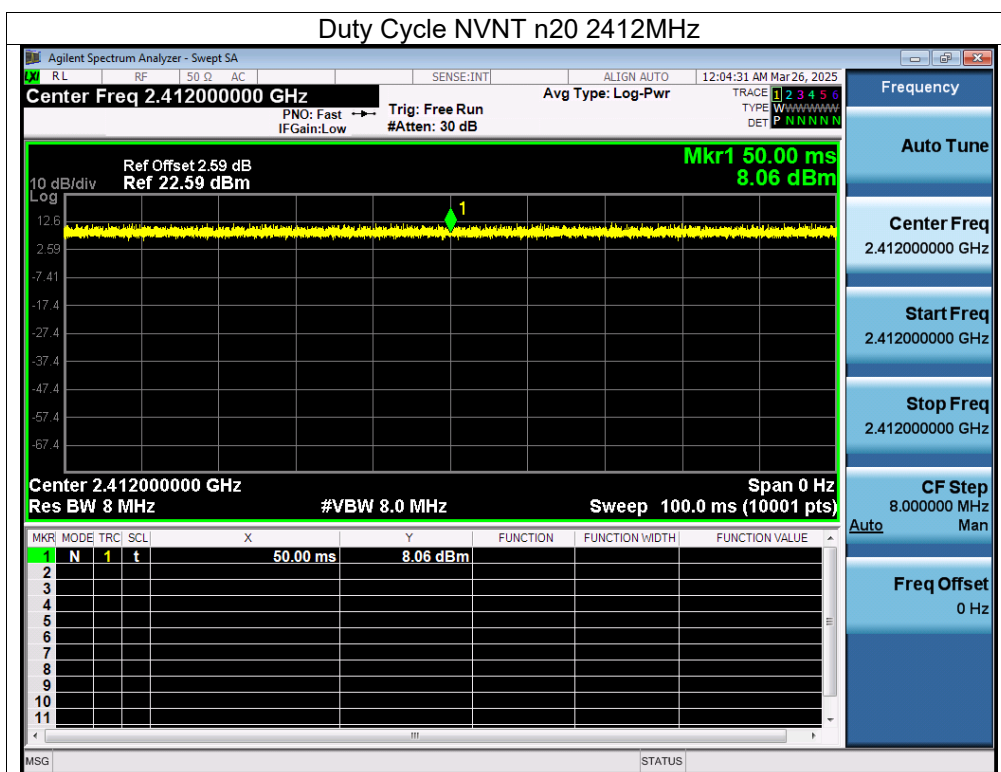 Duty Cycle NVNT n20 2412MHz
Agilent Spectrum Analyzer - Swept SA
LXI RL RF 50 Ω AC SENSE:INT ALIGN AUTO 12:04:31 AM Mar 26, 2025
Center Freq 2.412000000 GHz Avg Type: Log-Pwr TRACE 1 2 3 4 5 6
PNO: Fast Trig: Free Run TYPE WWWWWW
IFGain:Low #Atten: 30 dB DET P N N N N N
Mkr1 50.00 ms
8.06 dBm
Ref Offset 2.59 dB
10 dB/div Ref 22.59 dBm
Log
1
12.6
2.59
-7.41
-17.4
-27.4
-37.4
-47.4
-57.4
-67.4
Center 2.412000000 GHz Span 0 Hz
Res BW 8 MHz #VBW 8.0 MHz Sweep 100.0 ms (10001 pts)
MKR MODE TRC SCL X Y FUNCTION FUNCTION WIDTH FUNCTION VALUE
1 N 1 t 50.00 ms 8.06 dBm
2
3
4
5
6
7
8
9
10
11
MSG STATUS
Frequency
Auto Tune
Center Freq
2.412000000 GHz
Start Freq
2.412000000 GHz
Stop Freq
2.412000000 GHz
CF Step
8.000000 MHz
Auto Man
Freq Offset
0 Hz